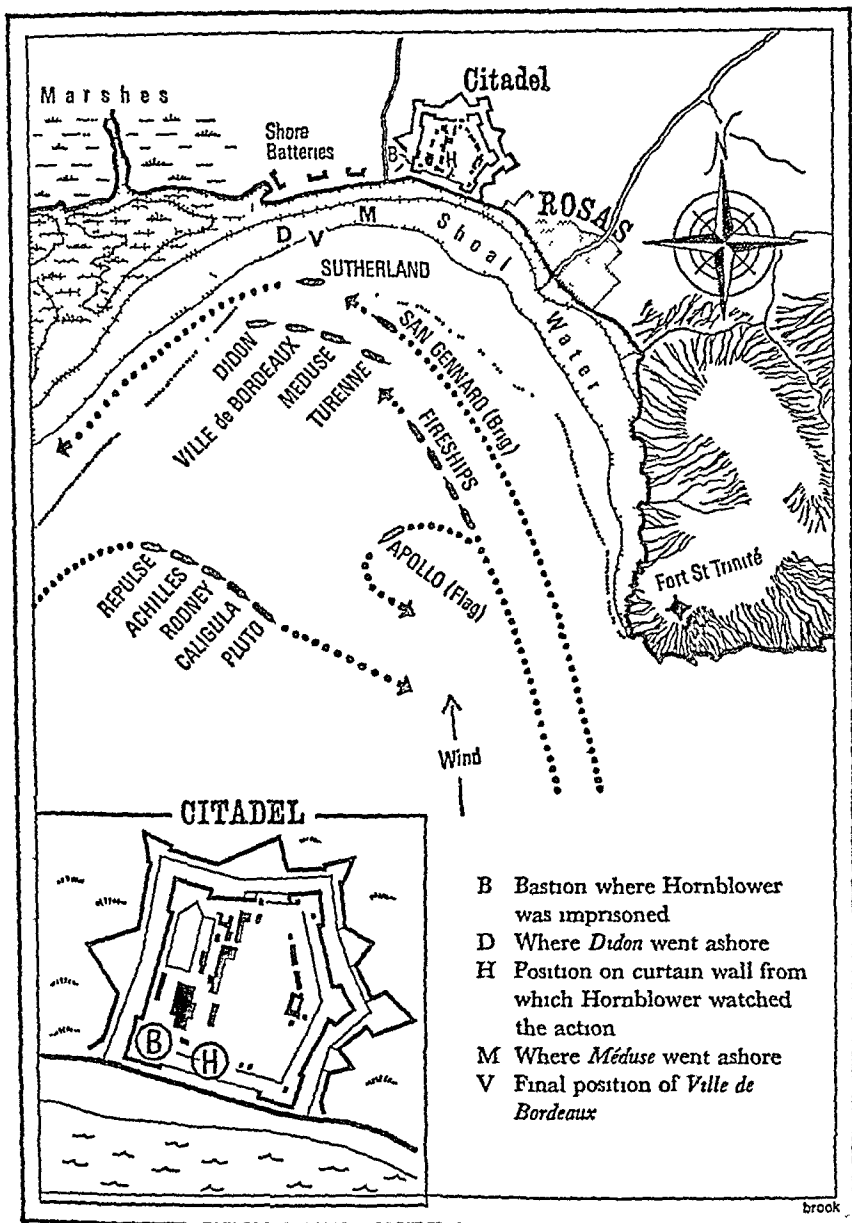 Citadel
Marshes
Shore
Batteries
B
H
ROSAS
M
D
V
Shoal
Water
SUTHERLAND
DIDON
VILLE de BORDEAUX
MEDUSE
TURENNE
SAN GENNARO (Brig)
FIRESHIPS
APOLLO (Flag)
REPULSE
ACHILLES
RODNEY
CALIGULA
PLUTO
Fort St Trinité
Wind
CITADEL
B
H
B Bastion where Hornblower
was imprisoned
D Where Didon went ashore
H Position on curtain wall from
which Hornblower watched
the action
M Where Méduse went ashore
V Final position of Ville de
Bordeaux
brook